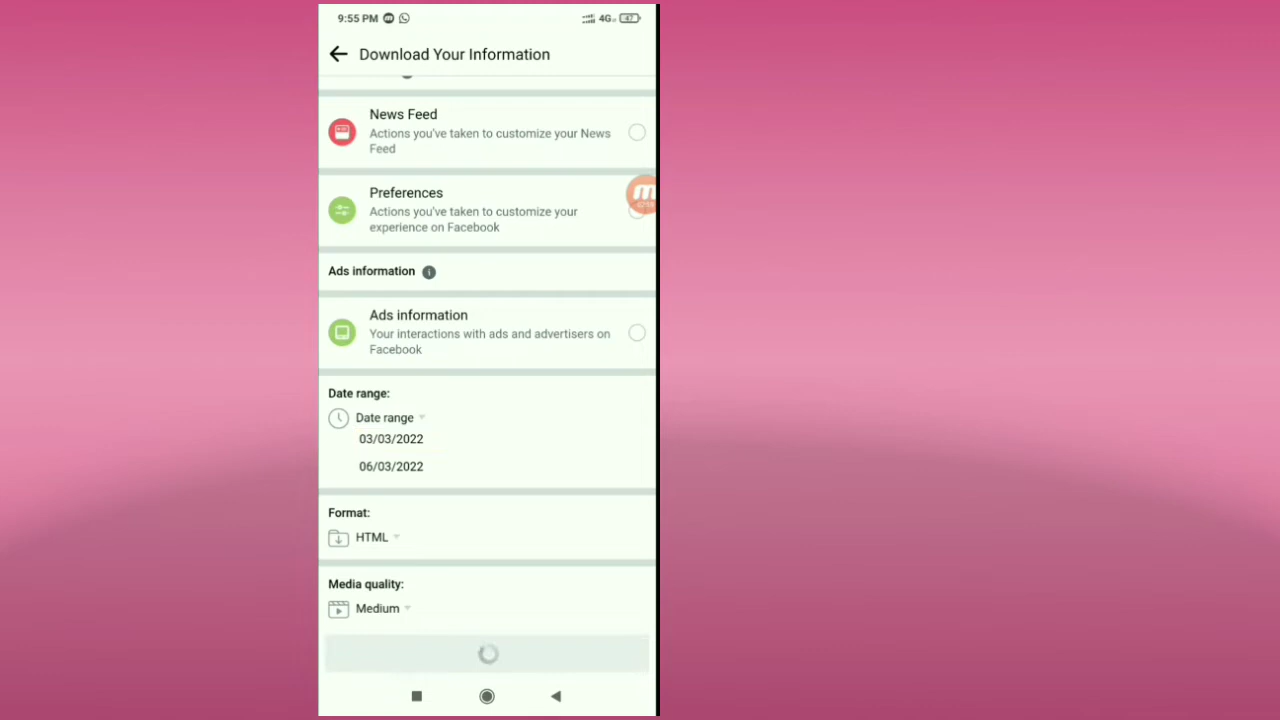 9:55 PM
4G
47
Download Your Information
News Feed
Actions you've taken to customize your News
Feed
Preferences
Actions you've taken to customize your
experience on Facebook
Ads information
Ads information
Your interactions with ads and advertisers on
Facebook
Date range:
Date range
03/03/2022
06/03/2022
Format:
HTML
Media quality:
Medium